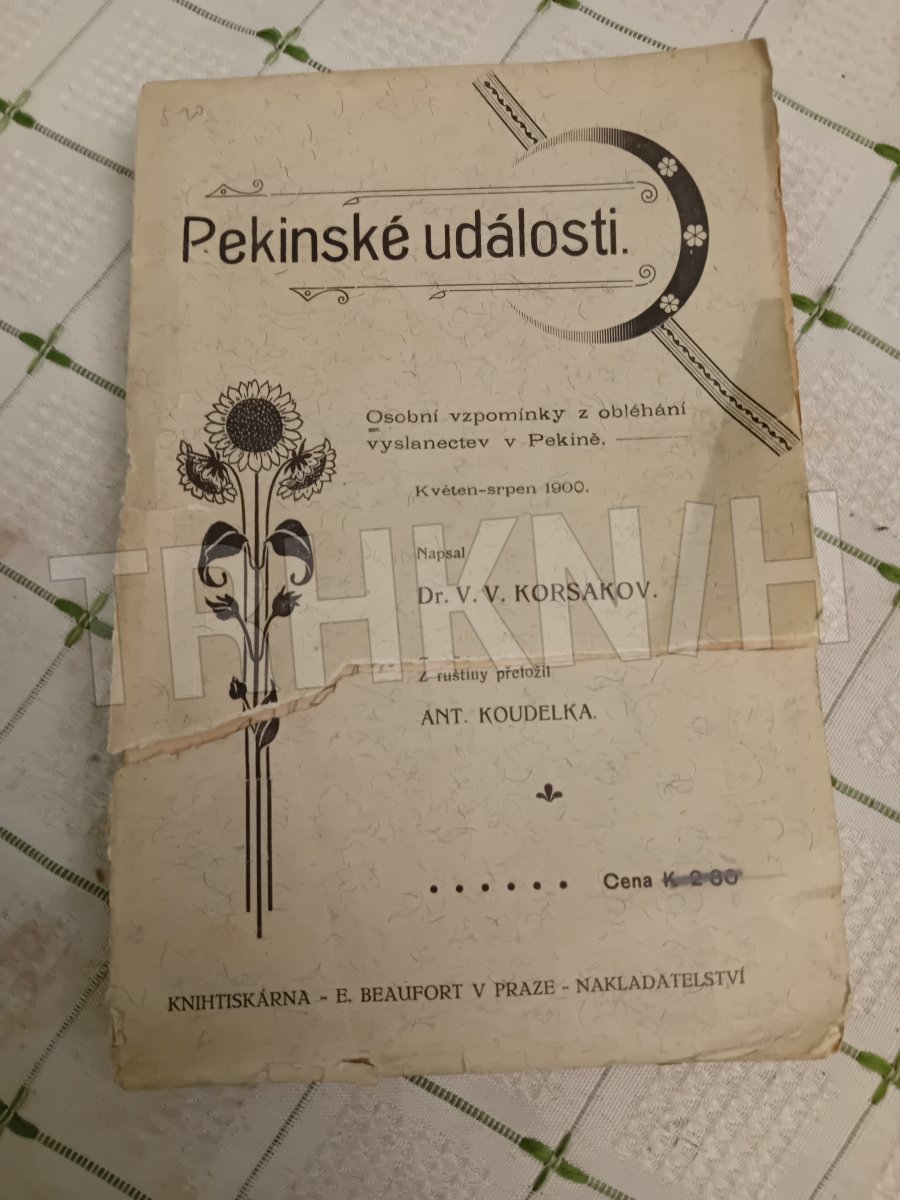 Pekinské události.
Osobní vzpomínky z obléhání
vyslanectev v Pekině.
Květen-srpen 1900.
Napsal
Dr. V. V. KORSAKOV.
Z ruštiny přeložil
ANT. KOUDELKA.
Cena K 2·80
KNIHTISKÁRNA - E. BEAUFORT V PRAZE - NAKLADATELSTVÍ
TRHKNIH